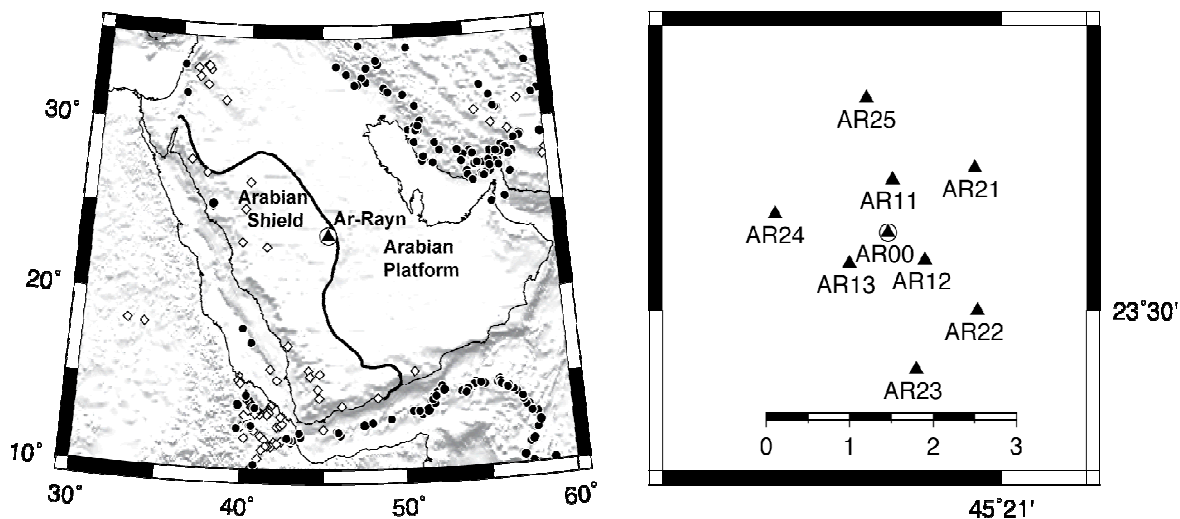 30°
20°
10°
30°
40°
50°
60°
Arabian
Shield
Ar-Rayn
Arabian
Platform
AR25
AR21
AR11
AR24
AR00
AR13
AR12
AR22
AR23
0 1 2 3
23°30'
45°21'